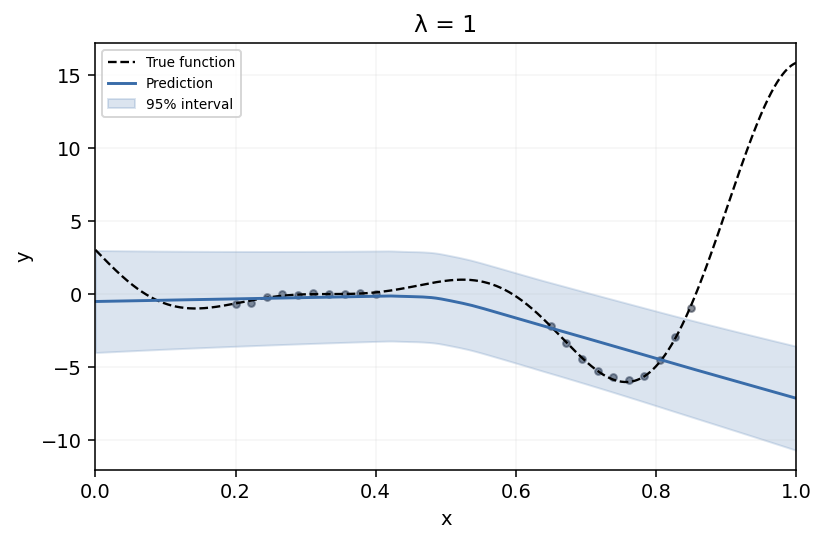 λ = 1
True function
Prediction
95% interval
15
10
5
0
−5
−10
y
0.0 0.2 0.4 0.6 0.8 1.0
x